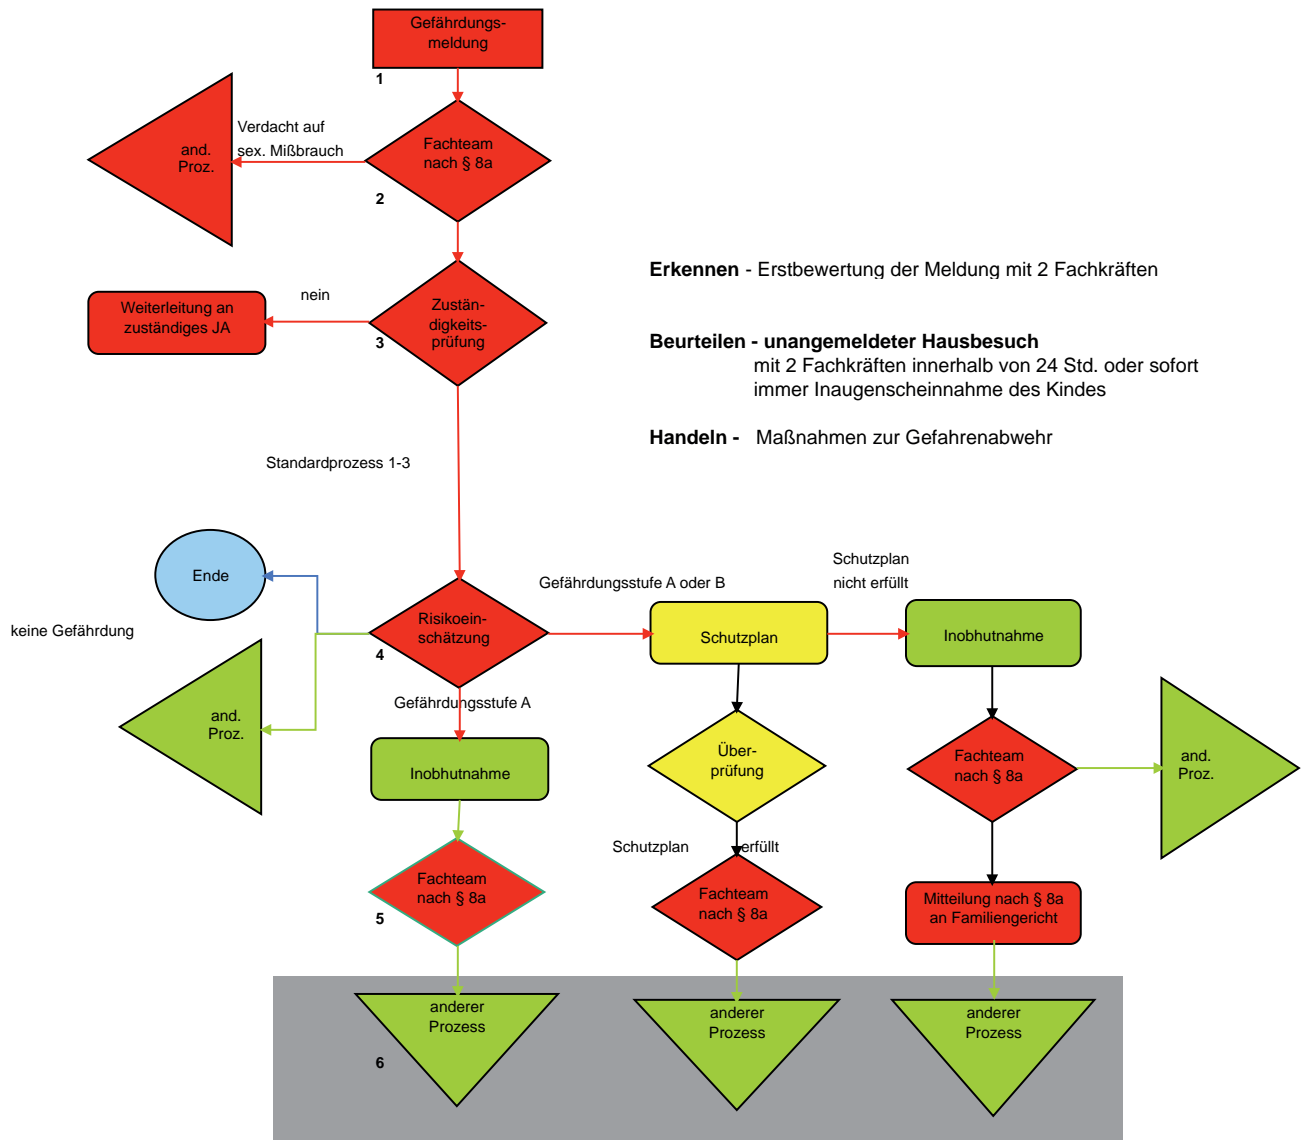 Gefährdungs-
meldung
1
Verdacht auf
sex. Mißbrauch
and.
Proz.
Fachteam
nach § 8a
2
Erkennen - Erstbewertung der Meldung mit 2 Fachkräften
nein
Weiterleitung an
zuständiges JA
Zustän-
digkeits-
prüfung
3
Beurteilen - unangemeldeter Hausbesuch
mit 2 Fachkräften innerhalb von 24 Std. oder sofort
immer Inaugenscheinnahme des Kindes
Handeln - Maßnahmen zur Gefahrenabwehr
Standardprozess 1-3
Ende
Gefährdungsstufe A oder B
Schutzplan
nicht erfüllt
keine Gefährdung
Risikoein-
schätzung
4
Schutzplan
Inobhutnahme
and.
Proz.
Gefährdungsstufe A
Inobhutnahme
Über-
prüfung
Fachteam
nach § 8a
and.
Proz.
Schutzplan erfüllt
Fachteam
nach § 8a
5
Fachteam
nach § 8a
Mitteilung nach § 8a
an Familiengericht
anderer
Prozess
6
anderer
Prozess
anderer
Prozess